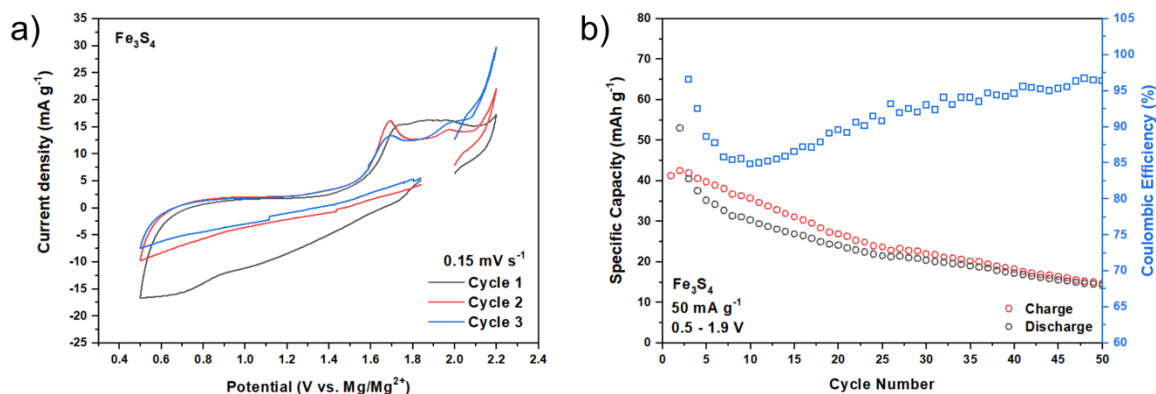 a)
Fe₃S₄
35
30
25
20
15
10
5
0
-5
-10
-15
-20
-25
Current density (mA g⁻¹)
0.15 mV s⁻¹
Cycle 1
Cycle 2
Cycle 3
0.4 0.6 0.8 1.0 1.2 1.4 1.6 1.8 2.0 2.2 2.4
Potential (V vs. Mg/Mg²⁺)
b)
80
70
60
50
40
30
20
10
0
Specific Capacity (mAh g⁻¹)
100
95
90
85
80
75
70
65
60
Coulombic Efficiency (%)
Fe₃S₄
50 mA g⁻¹
0.5 - 1.9 V
Charge
Discharge
0 5 10 15 20 25 30 35 40 45 50
Cycle Number